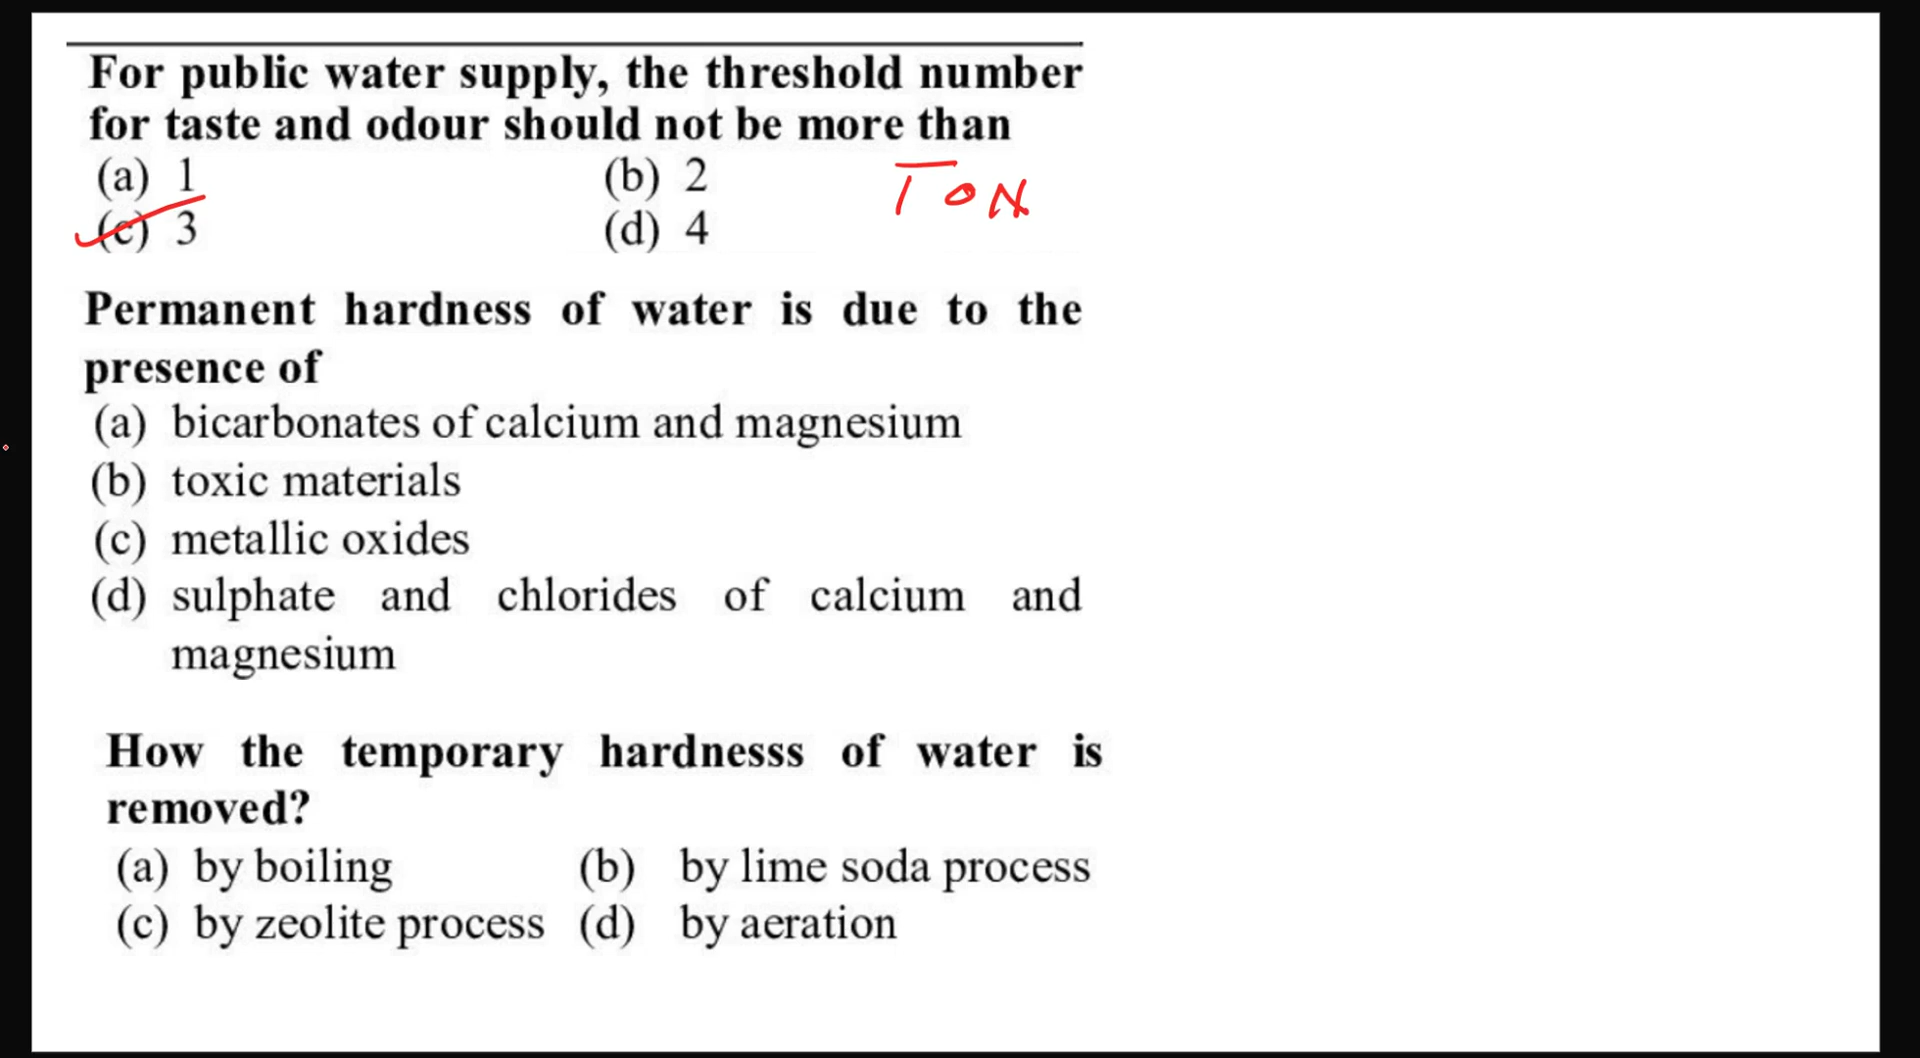 For public water supply, the threshold number
for taste and odour should not be more than
(a) 1 (b) 2
TON
(c) 3 (d) 4
Permanent hardness of water is due to the
presence of
(a) bicarbonates of calcium and magnesium
(b) toxic materials
(c) metallic oxides
(d) sulphate and chlorides of calcium and
magnesium
How the temporary hardnesss of water is
removed?
(a) by boiling (b) by lime soda process
(c) by zeolite process (d) by aeration